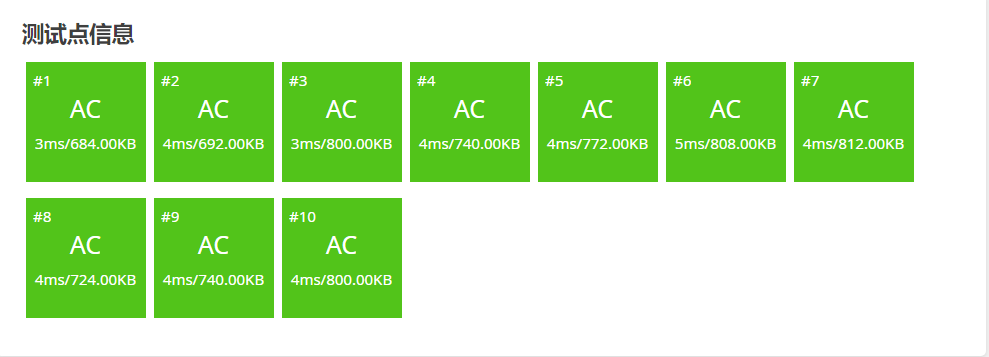 测试点信息
#1 #2 #3 #4 #5 #6 #7
AC AC AC AC AC AC AC
3ms/684.00KB 4ms/692.00KB 3ms/800.00KB 4ms/740.00KB 4ms/772.00KB 5ms/808.00KB 4ms/812.00KB
#8 #9 #10
AC AC AC
4ms/724.00KB 4ms/740.00KB 4ms/800.00KB